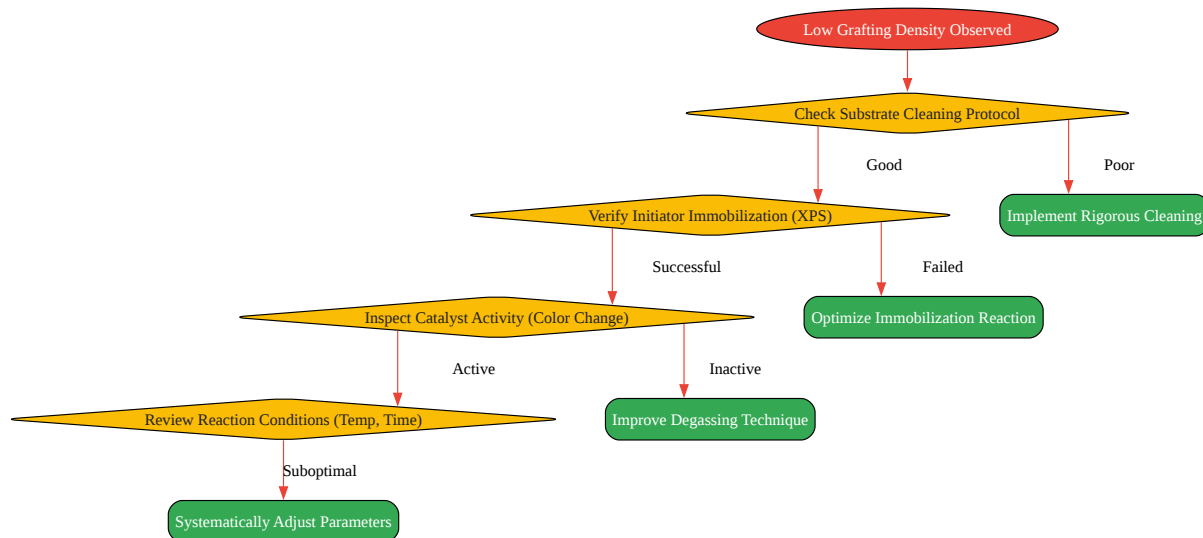 Low Grafting Density Observed
Check Substrate Cleaning Protocol
Good
Poor
Verify Initiator Immobilization (XPS)
Implement Rigorous Cleaning
Successful
Failed
Inspect Catalyst Activity (Color Change)
Optimize Immobilization Reaction
Active
Inactive
Review Reaction Conditions (Temp, Time)
Improve Degassing Technique
Suboptimal
Systematically Adjust Parameters